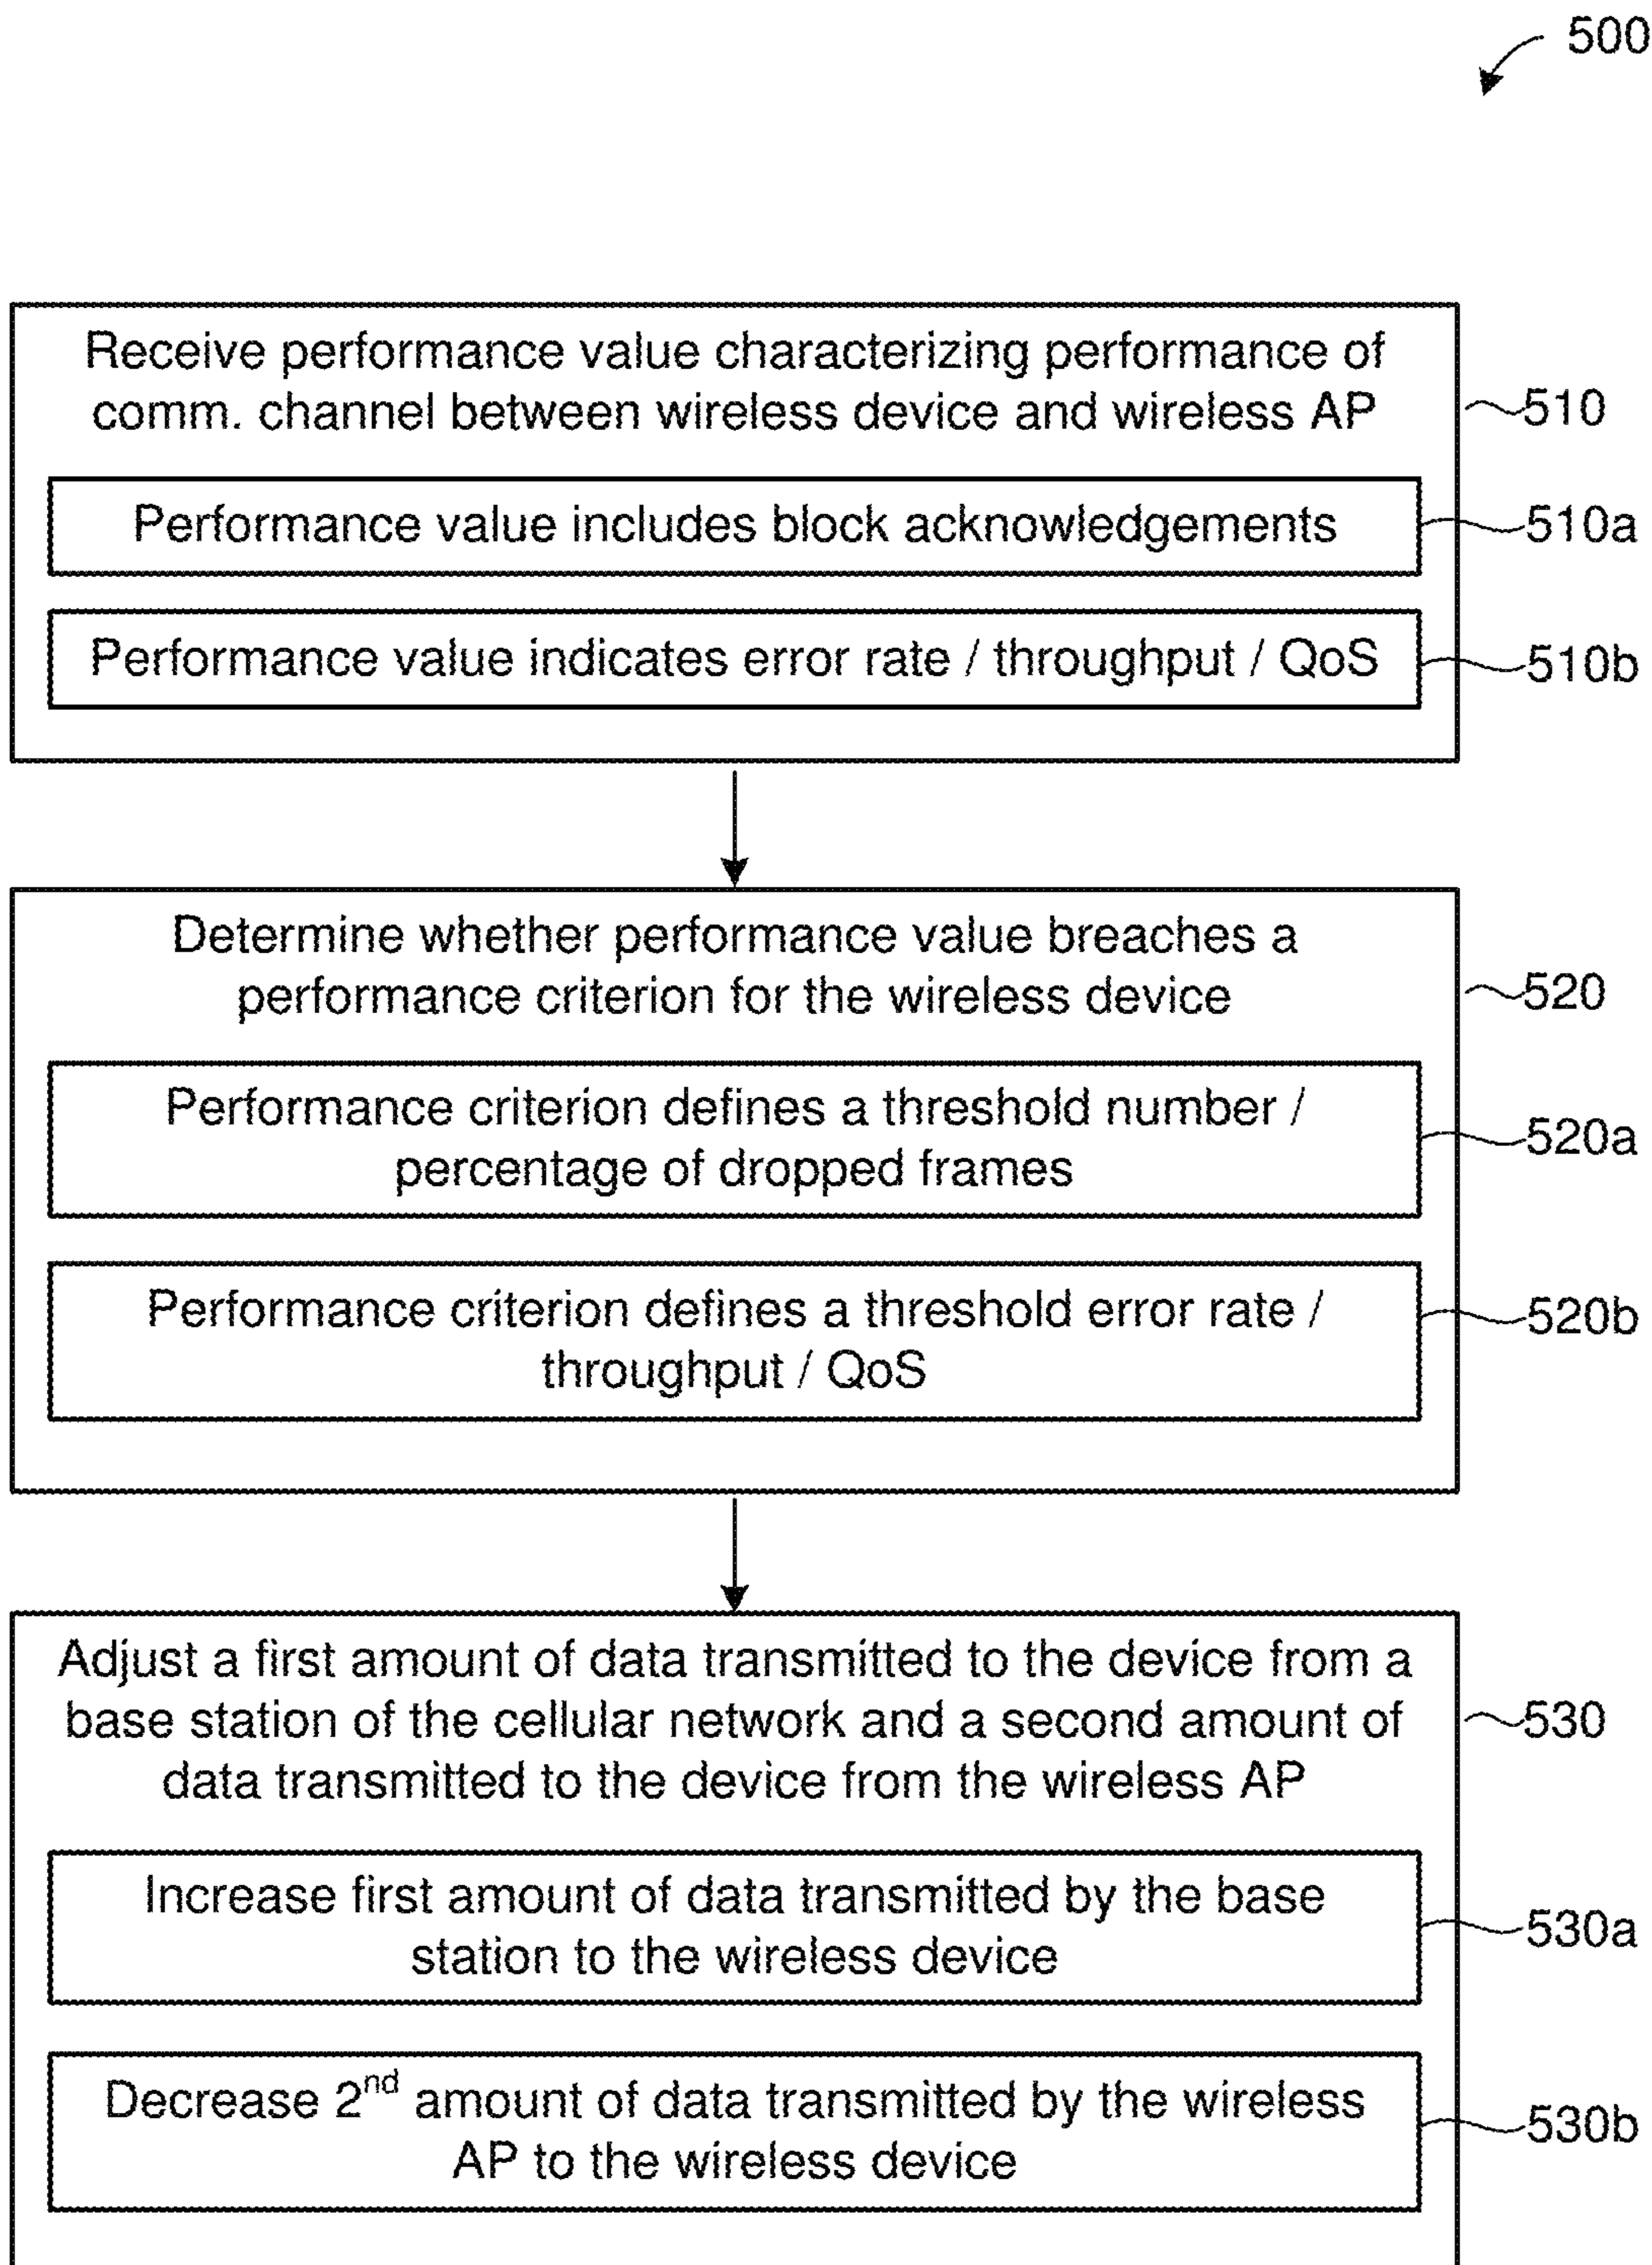 500
Receive performance value characterizing performance of
comm. channel between wireless device and wireless AP
510
Performance value includes block acknowledgements
510a
Performance value indicates error rate / throughput / QoS
510b
Determine whether performance value breaches a
performance criterion for the wireless device
520
Performance criterion defines a threshold number /
percentage of dropped frames
520a
Performance criterion defines a threshold error rate /
throughput / QoS
520b
Adjust a first amount of data transmitted to the device from a
base station of the cellular network and a second amount of
data transmitted to the device from the wireless AP
530
Increase first amount of data transmitted by the base
station to the wireless device
530a
Decrease 2nd amount of data transmitted by the wireless
AP to the wireless device
530b